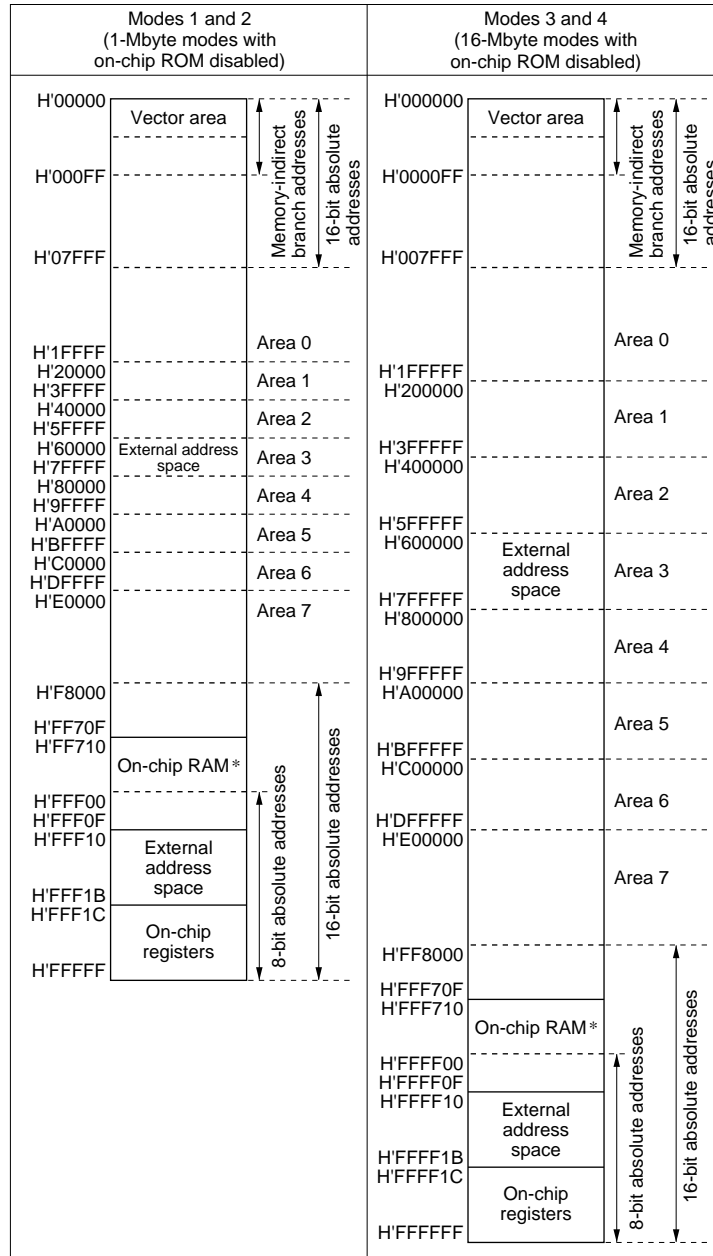 Modes 1 and 2
(1-Mbyte modes with
on-chip ROM disabled)
H'00000
Vector area
H'000FF
H'07FFF
Memory-indirect
branch addresses
16-bit absolute
addresses
H'1FFFF
Area 0
H'20000
H'3FFFF
Area 1
H'40000
H'5FFFF
Area 2
H'60000
H'7FFFF
External address
space
Area 3
H'80000
H'9FFFF
Area 4
H'A0000
H'BFFFF
Area 5
H'C0000
H'DFFFF
Area 6
H'E0000
Area 7
H'F8000
H'FF70F
H'FF710
On-chip RAM*
H'FFF00
H'FFF0F
H'FFF10
External
address
space
H'FFF1B
H'FFF1C
On-chip
registers
H'FFFFF
8-bit absolute addresses
16-bit absolute addresses
Modes 3 and 4
(16-Mbyte modes with
on-chip ROM disabled)
H'000000
Vector area
H'0000FF
H'007FFF
Memory-indirect
branch addresses
16-bit absolute
addresses
Area 0
H'1FFFFF
H'200000
Area 1
H'3FFFFF
H'400000
Area 2
H'5FFFFF
H'600000
External
address
space
Area 3
H'7FFFFF
H'800000
Area 4
H'9FFFFF
H'A00000
Area 5
H'BFFFFF
H'C00000
Area 6
H'DFFFFF
H'E00000
Area 7
H'FF8000
H'FFF70F
H'FFF710
On-chip RAM*
H'FFFF00
H'FFFF0F
H'FFFF10
External
address
space
H'FFFF1B
H'FFFF1C
On-chip
registers
H'FFFFFF
8-bit absolute addresses
16-bit absolute addresses